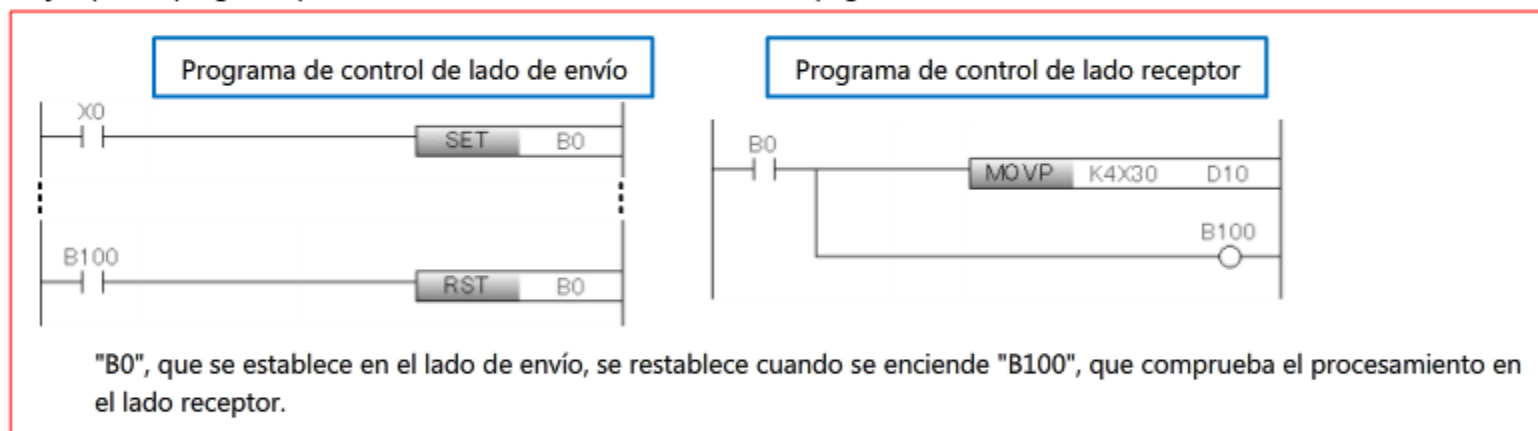 Programa de control de lado de envío
Programa de control de lado receptor
X0
SET B0
B100
RST B0
B0
MOVP K4X30 D10
B100
"B0", que se establece en el lado de envío, se restablece cuando se enciende "B100", que comprueba el procesamiento en
el lado receptor.